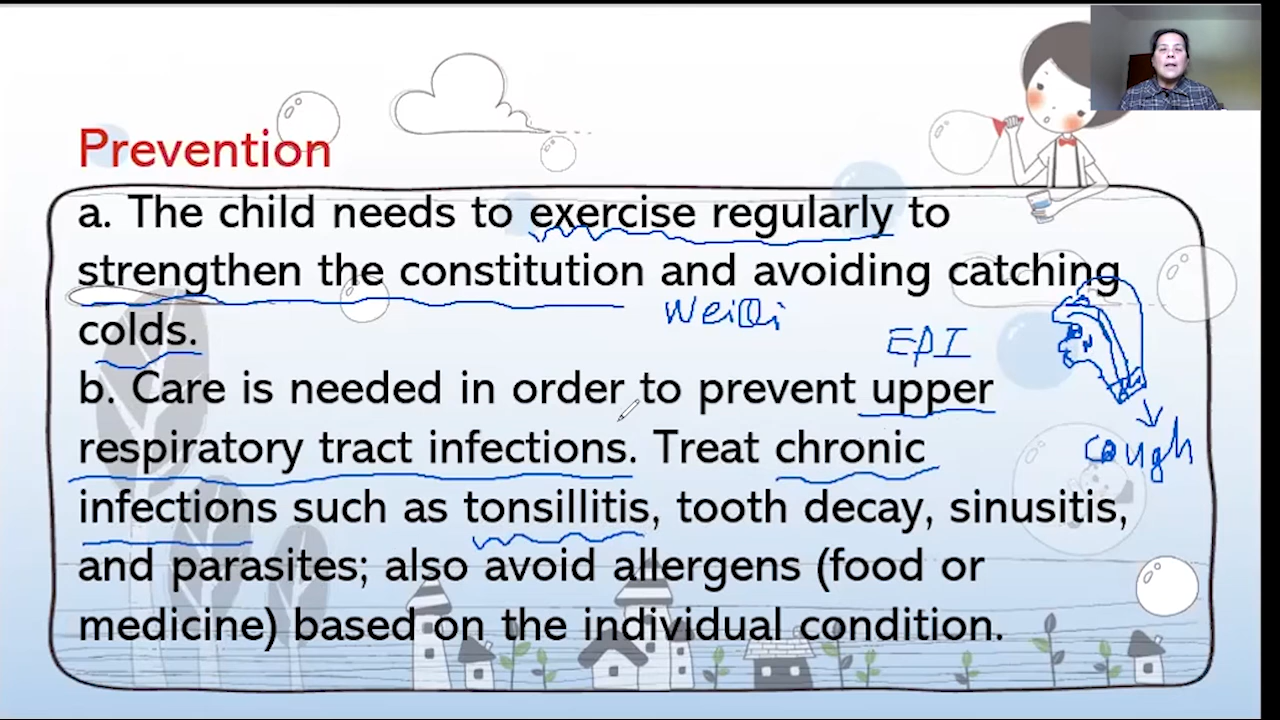 Prevention
a. The child needs to exercise regularly to
strengthen the constitution and avoiding catching
colds.
Wei Qi
EPI
b. Care is needed in order to prevent upper
respiratory tract infections. Treat chronic
cough
infections such as tonsillitis, tooth decay, sinusitis,
and parasites; also avoid allergens (food or
medicine) based on the individual condition.